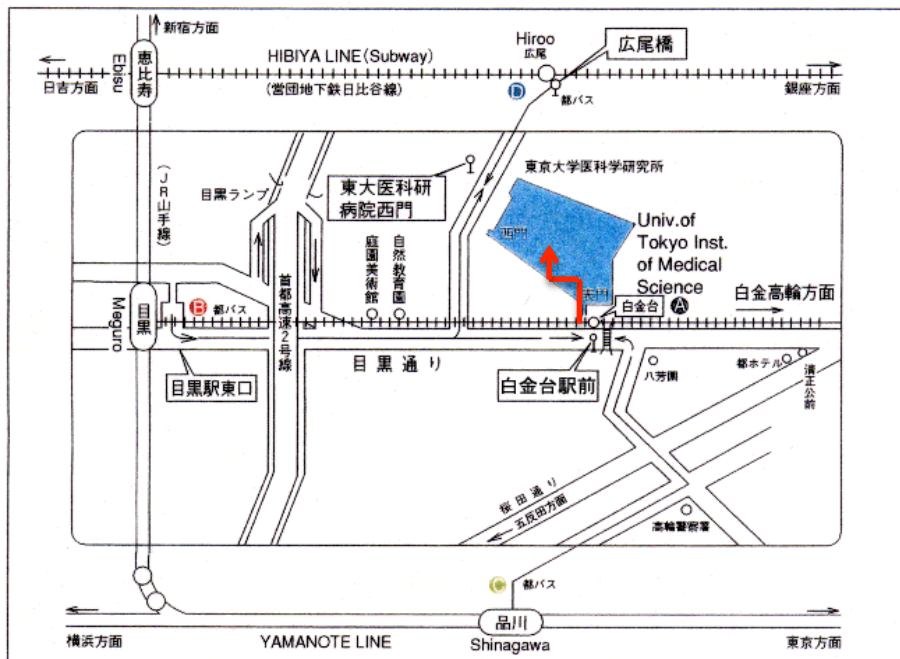 新宿方面
恵比寿
Ebisu
HIBIYA LINE(Subway)
(営団地下鉄日比谷線)
日吉方面
Hiroo
広尾
広尾橋
D
都バス
銀座方面
(JR山手線)
目黒ランプ
東大医科研
病院西門
東京大学医科学研究所
西門
Univ.of
Tokyo Inst.
of Medical
Science
庭園美術館
自然教育園
首都高速2号線
目黒
Meguro
B
都バス
正門
白金台
A
白金高輪方面
目黒通り
目黒駅東口
白金台駅前
八芳園
都ホテル
清正公前
桜田通り
五反田方面
高輪警察署
C
都バス
品川
Shinagawa
横浜方面
YAMANOTE LINE
東京方面